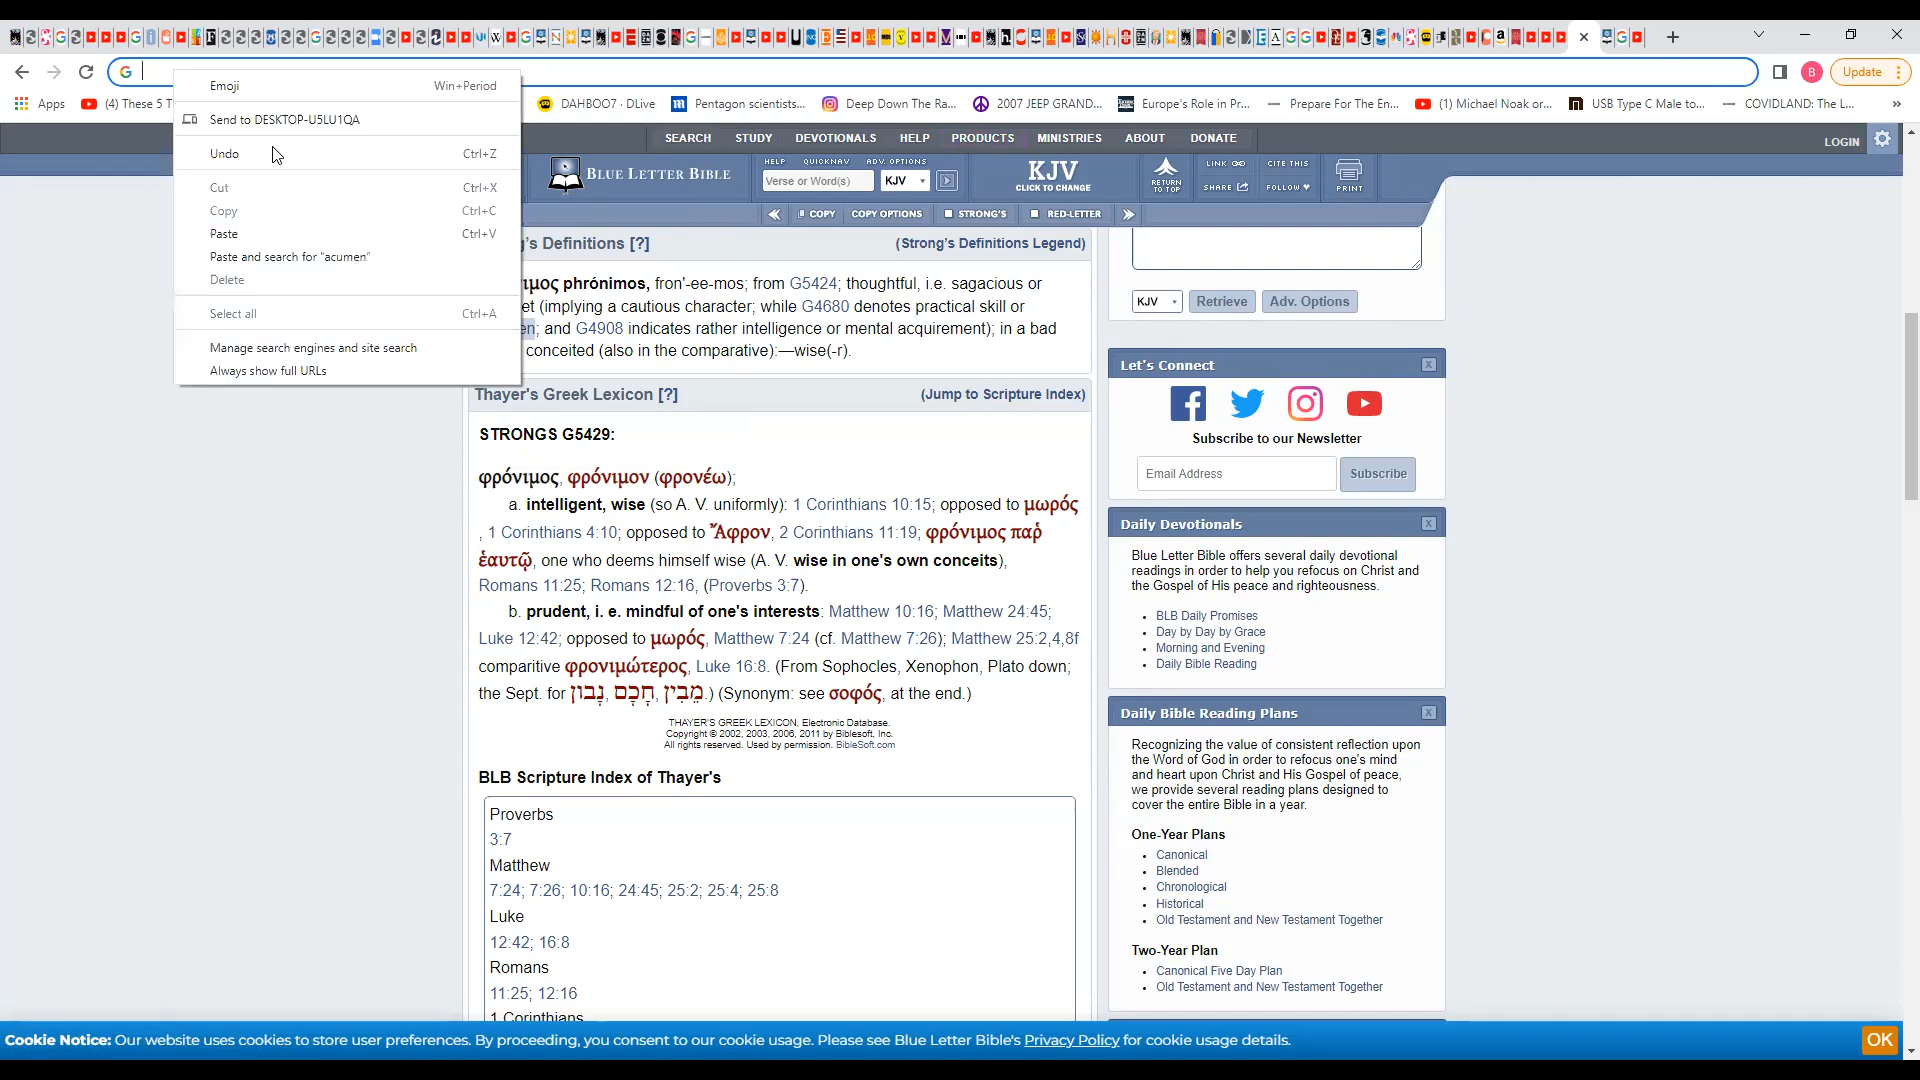 Update
Apps
(4) These 5 T
DAHBOO7 - DLive
Pentagon scientists...
Deep Down The Ra...
2007 JEEP GRAND...
Europe's Role in Pr...
Prepare For The En...
(1) Michael Noak or...
USB Type C Male to...
COVIDLAND: The L...
»
Emoji Win+Period
Send to DESKTOP-U5LU1QA
Undo Ctrl+Z
Cut Ctrl+X
Copy Ctrl+C
Paste Ctrl+V
Paste and search for "acumen"
Delete
Select all Ctrl+A
Manage search engines and site search
Always show full URLs
SEARCH STUDY DEVOTIONALS HELP PRODUCTS MINISTRIES ABOUT DONATE
LOGIN
BLUE LETTER BIBLE
HELP QUICKNAV ADV. OPTIONS
Verse or Word(s) KJV
KJV
CLICK TO CHANGE
RETURN
TO TOP
LINK
SHARE
CITE THIS
FOLLOW
PRINT
COPY COPY OPTIONS STRONG'S RED-LETTER
g's Definitions [?] (Strong's Definitions Legend)
ιμος phrónimos, fron'-ee-mos; from G5424; thoughtful, i.e. sagacious or
et (implying a cautious character; while G4680 denotes practical skill or
en; and G4908 indicates rather intelligence or mental acquirement); in a bad
conceited (also in the comparative):—wise(-r).
Thayer's Greek Lexicon [?] (Jump to Scripture Index)
STRONGS G5429:
φρόνιμος, φρόνιμον (φρονέω);
a. intelligent, wise (so A. V. uniformly): 1 Corinthians 10:15; opposed to μωρός
, 1 Corinthians 4:10; opposed to Ἄφρον, 2 Corinthians 11:19; φρόνιμος παῤ
ἑαυτῷ, one who deems himself wise (A. V. wise in one's own conceits),
Romans 11:25; Romans 12:16, (Proverbs 3:7).
b. prudent, i. e. mindful of one's interests: Matthew 10:16; Matthew 24:45;
Luke 12:42; opposed to μωρός, Matthew 7:24 (cf. Matthew 7:26); Matthew 25:2,4,8f
comparitive φρονιμώτερος, Luke 16:8. (From Sophocles, Xenophon, Plato down;
the Sept. for נָבון, חָכָם, מֵבִין.) (Synonym: see σοφός, at the end.)
THAYER'S GREEK LEXICON, Electronic Database.
Copyright © 2002, 2003, 2006, 2011 by Biblesoft, Inc.
All rights reserved. Used by permission. BibleSoft.com
BLB Scripture Index of Thayer's
Proverbs
3:7
Matthew
7:24; 7:26; 10:16; 24:45; 25:2; 25:4; 25:8
Luke
12:42; 16:8
Romans
11:25; 12:16
1 Corinthians
KJV Retrieve Adv. Options
Let's Connect
Subscribe to our Newsletter
Email Address Subscribe
Daily Devotionals
Blue Letter Bible offers several daily devotional
readings in order to help you refocus on Christ and
the Gospel of His peace and righteousness.
BLB Daily Promises
Day by Day by Grace
Morning and Evening
Daily Bible Reading
Daily Bible Reading Plans
Recognizing the value of consistent reflection upon
the Word of God in order to refocus one's mind
and heart upon Christ and His Gospel of peace,
we provide several reading plans designed to
cover the entire Bible in a year.
One-Year Plans
Canonical
Blended
Chronological
Historical
Old Testament and New Testament Together
Two-Year Plan
Canonical Five Day Plan
Old Testament and New Testament Together
Cookie Notice: Our website uses cookies to store user preferences. By proceeding, you consent to our cookie usage. Please see Blue Letter Bible's Privacy Policy for cookie usage details.
OK